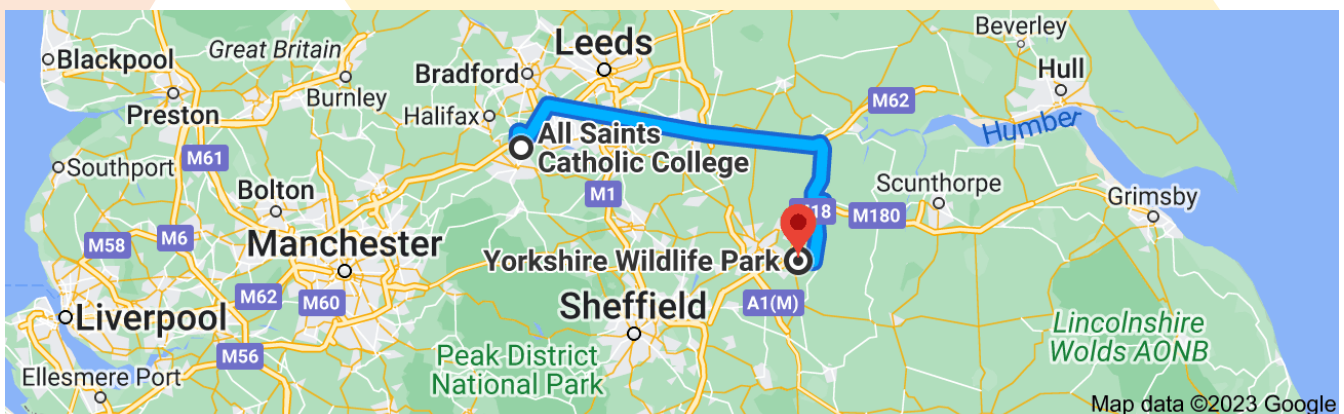 Beverley
Leeds
Great Britain
Blackpool
Bradford
Hull
Burnley
M62
Preston
Halifax
Humber
All Saints
Catholic College
M61
Southport
M1
Scunthorpe
Bolton
Grimsby
M180
M58
M6
Manchester
Yorkshire Wildlife Park
M62
M60
A1(M)
Sheffield
Liverpool
Lincolnshire
Wolds AONB
M56
Peak District
National Park
Ellesmere Port
Map data ©2023 Google